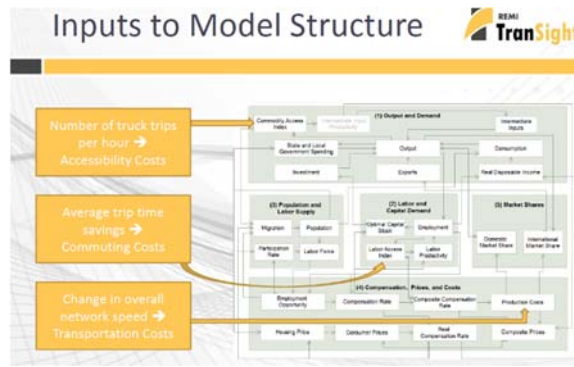 Inputs to Model Structure
REMI
TranSight
Number of truck trips
per hour →
Accessibility Costs
Average trip time
savings →
Commuting Costs
Change in overall
network speed →
Transportation Costs
(1) Output and Demand
Commodity Access
Index
Intermediate Input
Productivity
Intermediate
Inputs
State and Local
Government Spending
Output
Consumption
Investment
Exports
Real Disposable Income
(3) Population and
Labor Supply
Migration
Population
Participation
Rate
Labor Force
(2) Labor and
Capital Demand
Optimal Capital
Stock
Employment
Labor Access
Index
Labor
Productivity
(5) Market Shares
Domestic
Market Share
International
Market Share
(4) Compensation, Prices, and Costs
Employment
Opportunity
Compensation Rate
Composite Compensation
Rate
Production Costs
Housing Price
Consumer Prices
Real
Compensation Rate
Composite Prices